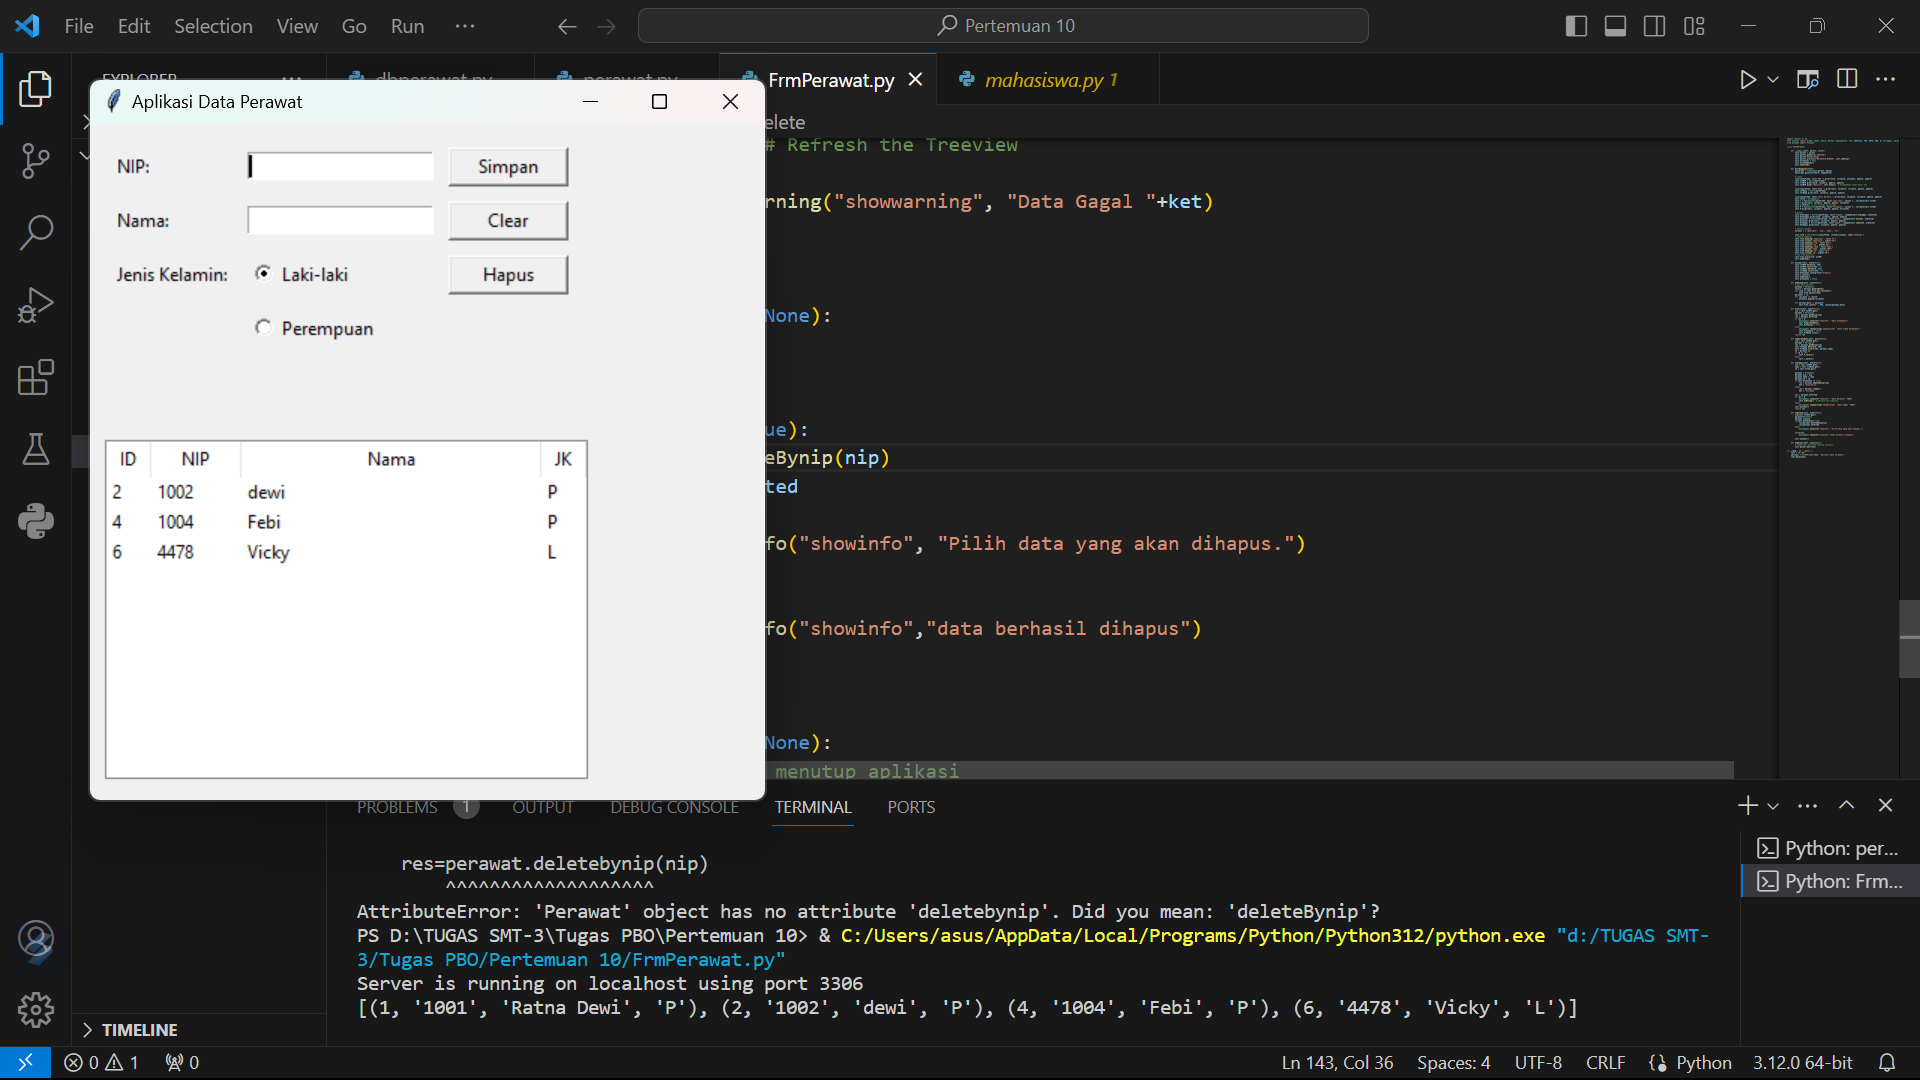 File Edit Selection View Go Run ...
Pertemuan 10
EXPLORER
dbperawat.py
perawat.py
FrmPerawat.py
mahasiswa.py 1
elete
# Refresh the Treeview
rning("showwarning", "Data Gagal "+ket)
None):
ue):
eBynip(nip)
ted
fo("showinfo", "Pilih data yang akan dihapus.")
fo("showinfo","data berhasil dihapus")
None):
menutup aplikasi
Aplikasi Data Perawat
NIP:
Simpan
Nama:
Clear
Jenis Kelamin:
Laki-laki
Hapus
Perempuan
ID NIP Nama JK
2 1002 dewi P
4 1004 Febi P
6 4478 Vicky L
PROBLEMS 1 OUTPUT DEBUG CONSOLE TERMINAL PORTS
res=perawat.deletebynip(nip)
^^^^^^^^^^^^^^^^^^^
AttributeError: 'Perawat' object has no attribute 'deletebynip'. Did you mean: 'deleteBynip'?
PS D:\TUGAS SMT-3\Tugas PBO\Pertemuan 10> & C:/Users/asus/AppData/Local/Programs/Python/Python312/python.exe "d:/TUGAS SMT-
3/Tugas PBO/Pertemuan 10/FrmPerawat.py"
Server is running on localhost using port 3306
[(1, '1001', 'Ratna Dewi', 'P'), (2, '1002', 'dewi', 'P'), (4, '1004', 'Febi', 'P'), (6, '4478', 'Vicky', 'L')]
Python: per...
Python: Frm...
TIMELINE
0 1 0
Ln 143, Col 36 Spaces: 4 UTF-8 CRLF Python 3.12.0 64-bit